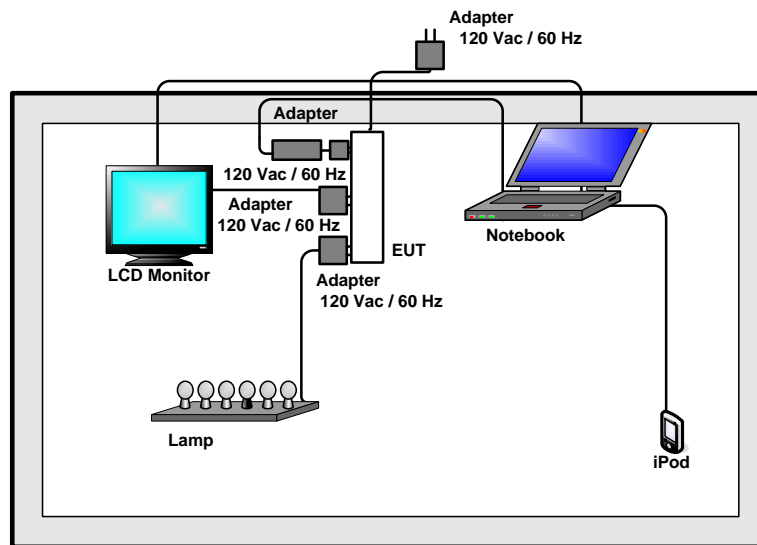 Adapter
120 Vac / 60 Hz
Adapter
120 Vac / 60 Hz
Adapter
120 Vac / 60 Hz
Notebook
EUT
LCD Monitor
Adapter
120 Vac / 60 Hz
Lamp
iPod